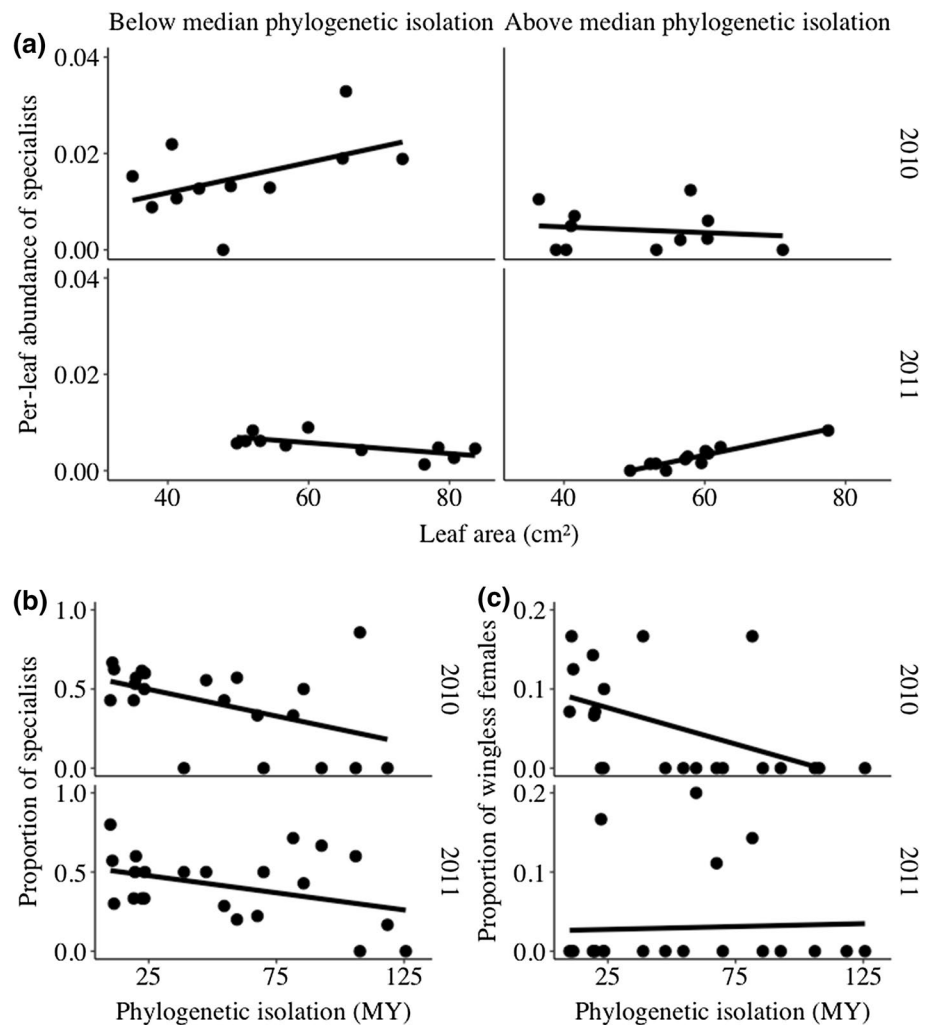 Below median phylogenetic isolation Above median phylogenetic isolation
(a)
Per-leaf abundance of specialists
0.04
0.02
0.00
2010
0.04
0.02
0.00
2011
40 60 80
40 60 80
Leaf area (cm²)
(b)
Proportion of specialists
1.0
0.5
0.0
2010
1.0
0.5
0.0
2011
25 75 125
Phylogenetic isolation (MY)
(c)
Proportion of wingless females
0.2
0.1
0.0
2010
0.2
0.1
0.0
2011
25 75 125
Phylogenetic isolation (MY)